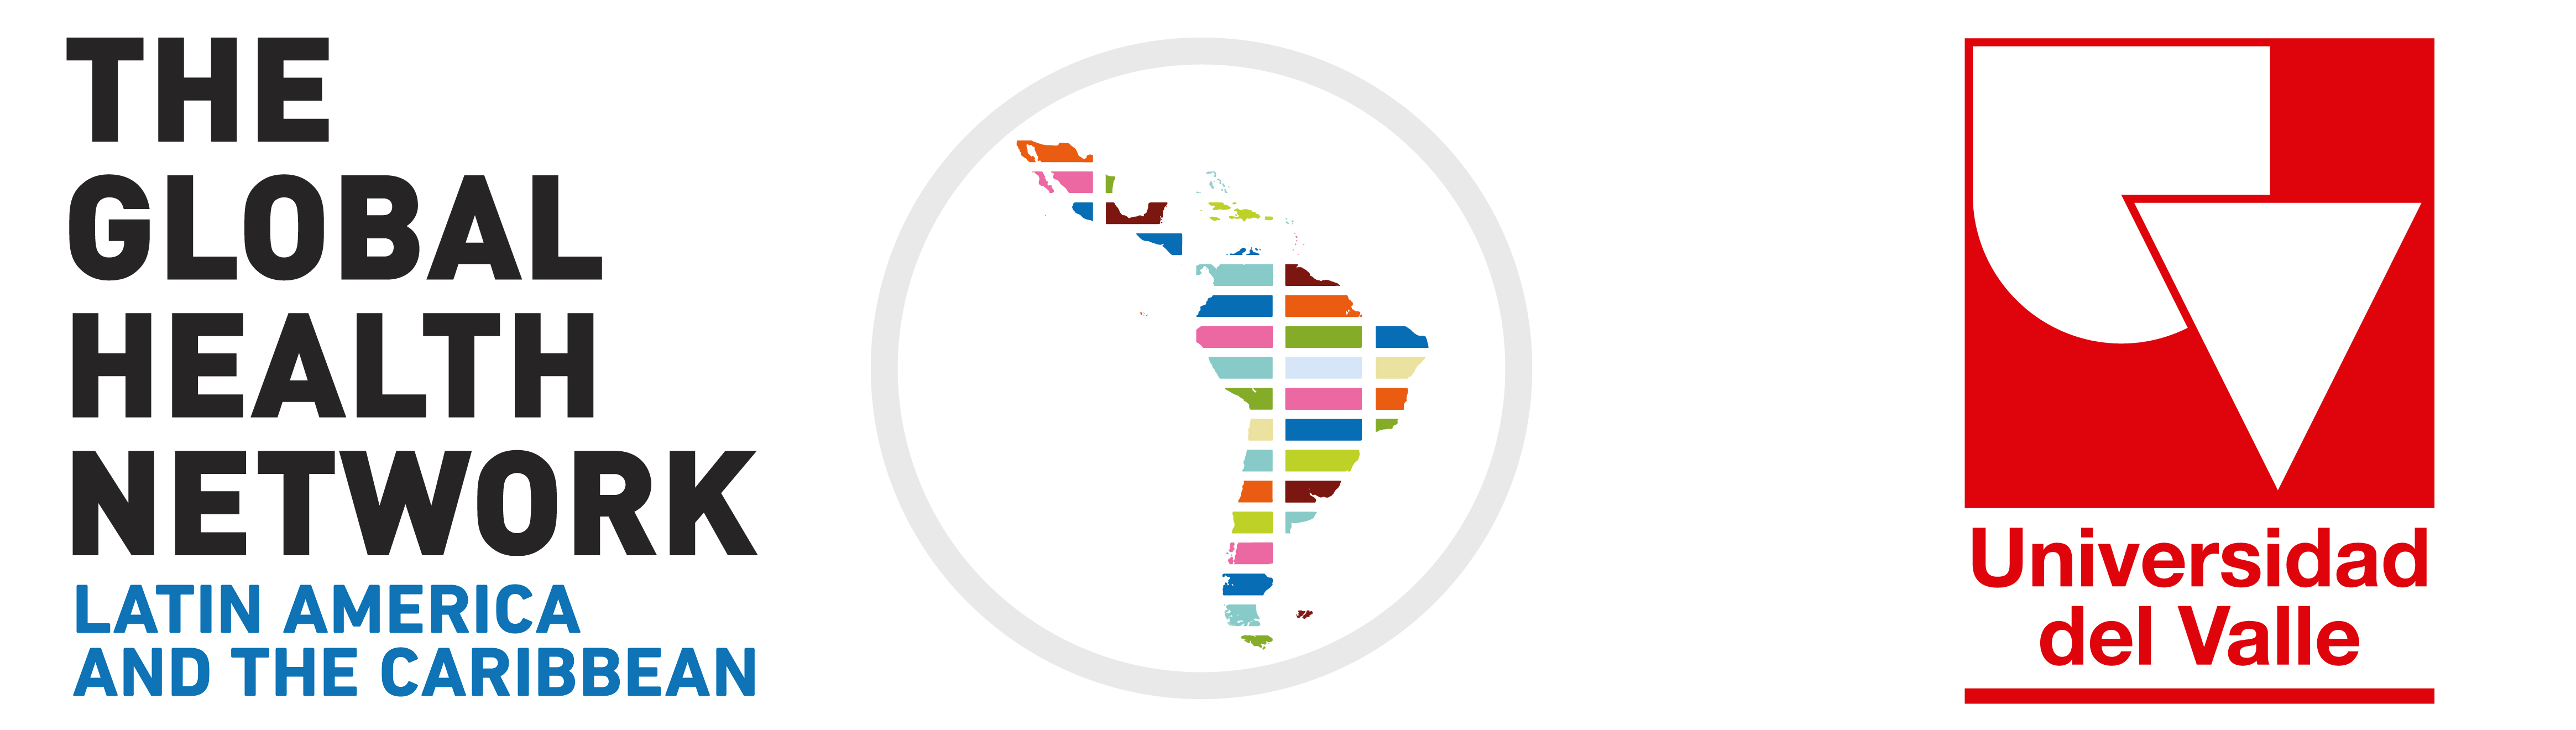 THE
GLOBAL
HEALTH
NETWORK
LATIN AMERICA
AND THE CARIBBEAN
Universidad
del Valle